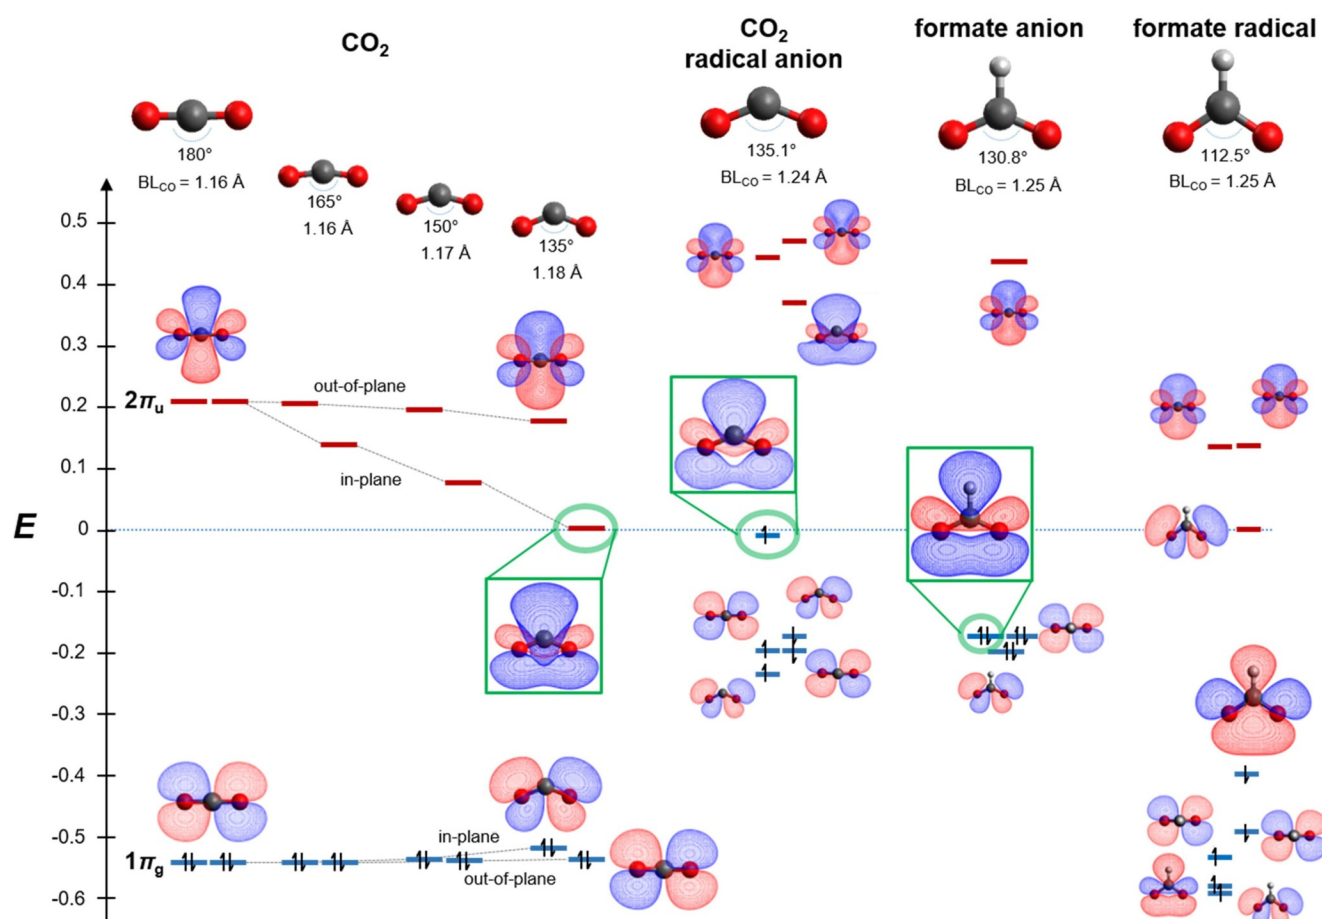 CO2
CO2
radical anion
formate anion
formate radical
180°
BLCO = 1.16 Å
165°
1.16 Å
150°
1.17 Å
135°
1.18 Å
135.1°
BLCO = 1.24 Å
130.8°
BLCO = 1.25 Å
112.5°
BLCO = 1.25 Å
0.5
0.4
0.3
0.2
0.1
0
-0.1
-0.2
-0.3
-0.4
-0.5
-0.6
E
2πu
out-of-plane
in-plane
1πg
in-plane
out-of-plane